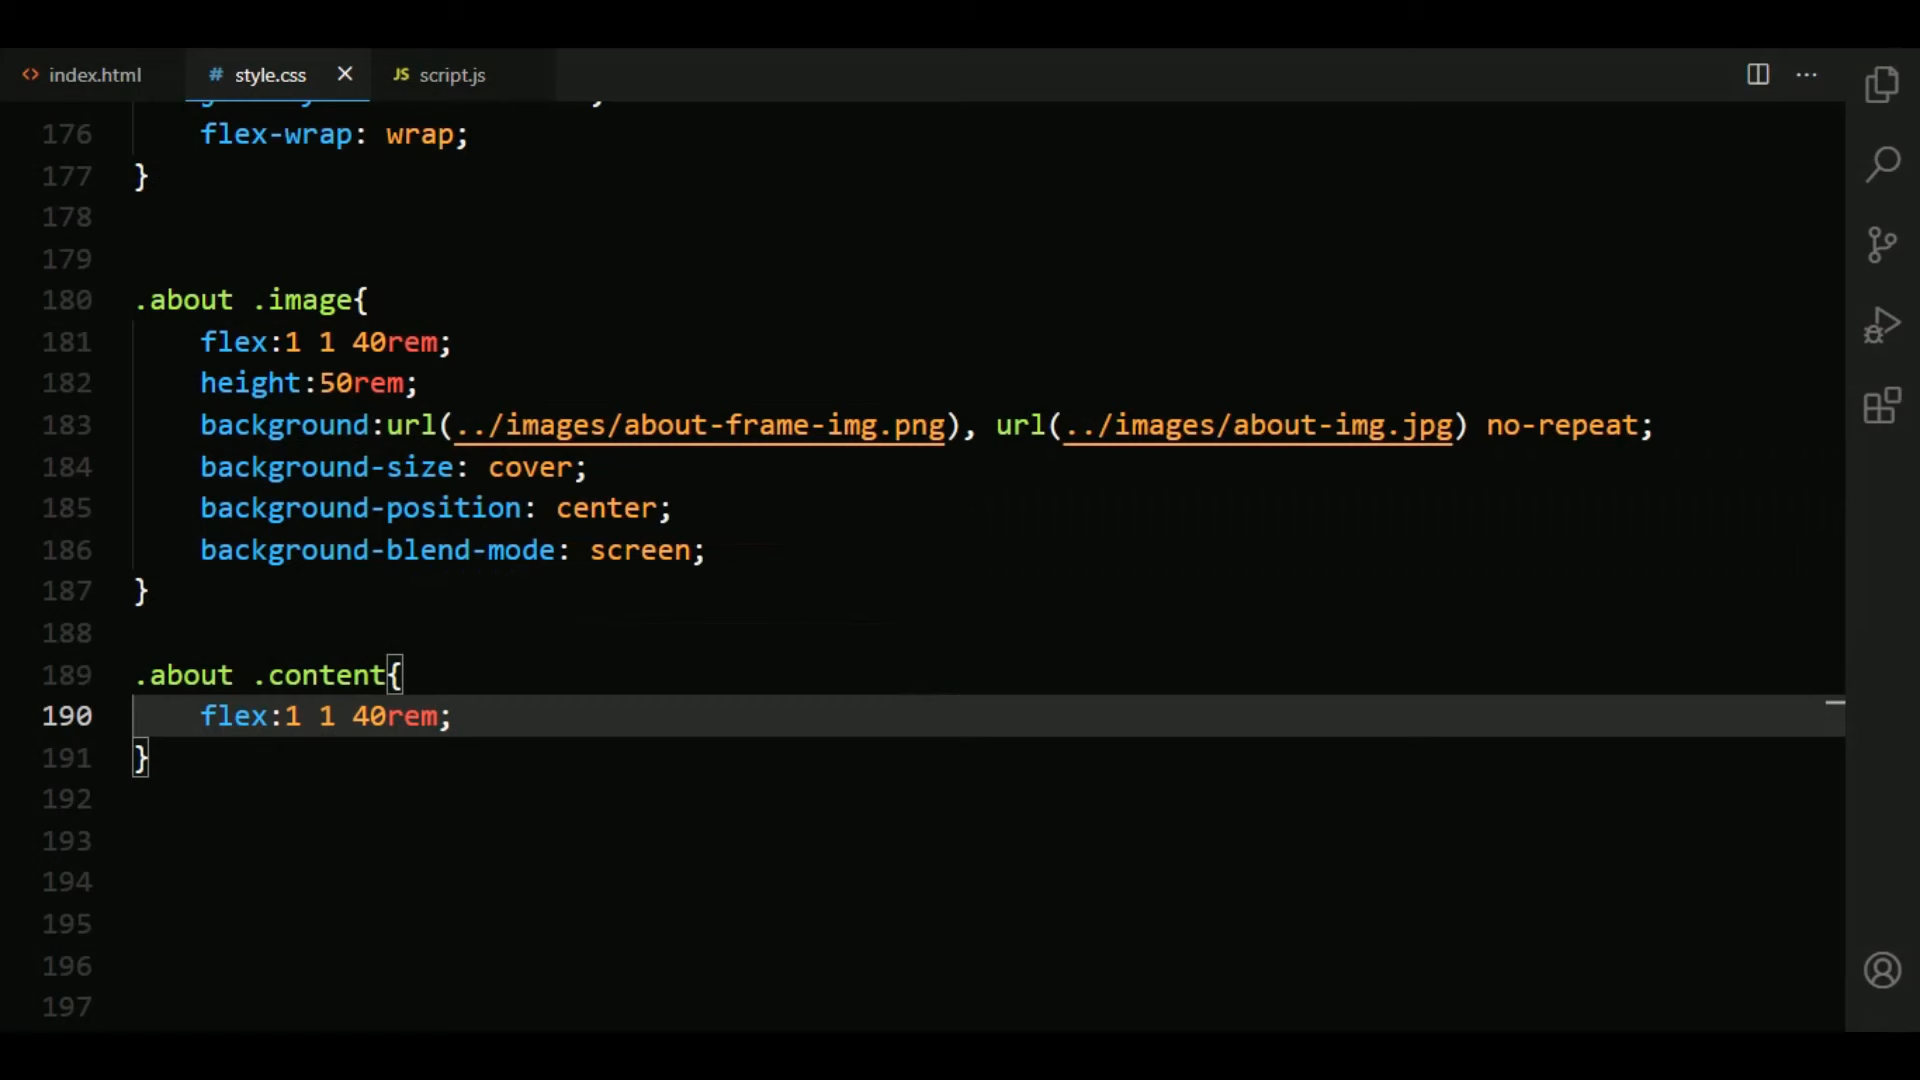 index.html
style.css
JS script.js
176 flex-wrap: wrap;
177 }
178
179
180 .about .image{
181 flex:1 1 40rem;
182 height:50rem;
183 background:url(../images/about-frame-img.png), url(../images/about-img.jpg) no-repeat;
184 background-size: cover;
185 background-position: center;
186 background-blend-mode: screen;
187 }
188
189 .about .content{
190 flex:1 1 40rem;
191 }
192
193
194
195
196
197